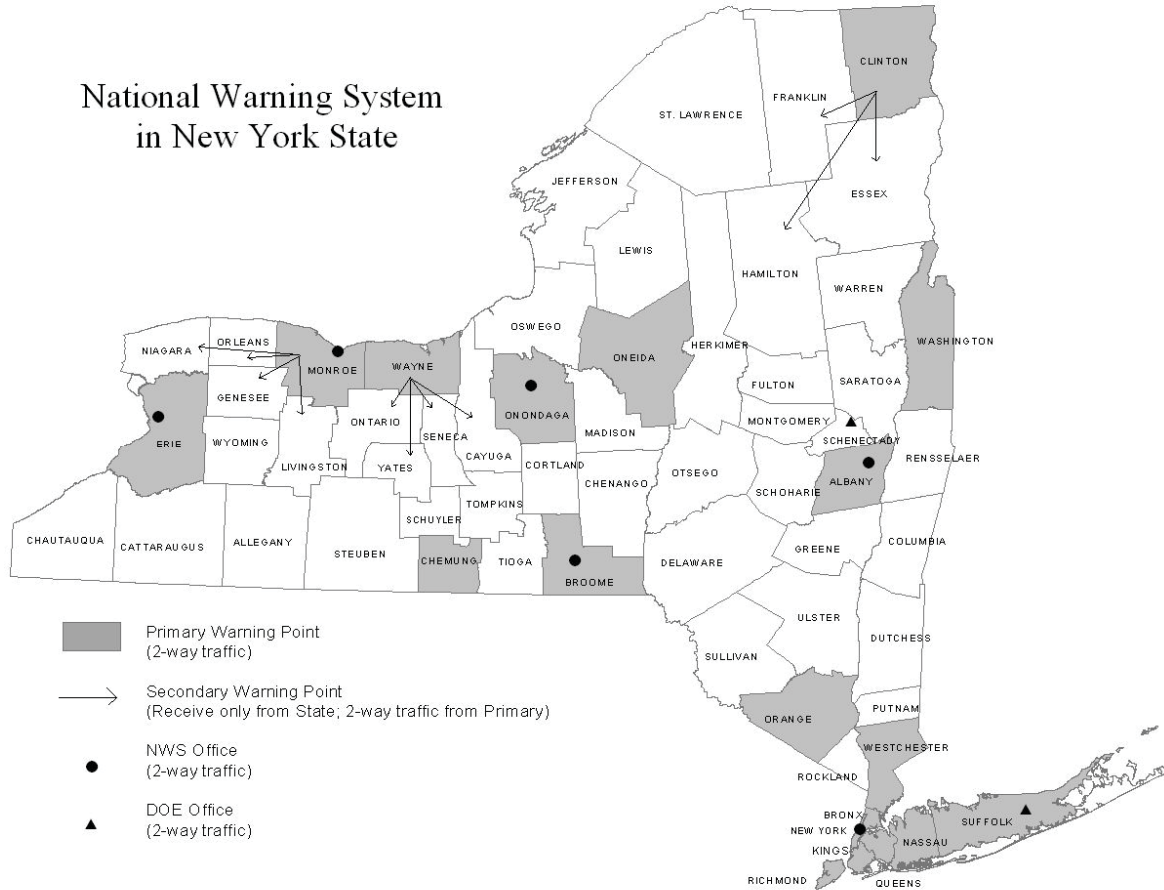 National Warning System
in New York State
CLINTON
FRANKLIN
ST. LAWRENCE
JEFFERSON
ESSEX
LEWIS
HAMILTON
WARREN
OSWEGO
ONEIDA
HERKIMER
WASHINGTON
ORLEANS
NIAGARA
MONROE
WAYNE
FULTON
SARATOGA
GENESEE
ONTARIO
SENECA
ONONDAGA
MONTGOMERY
MADISON
SCHENECTADY
ERIE
WYOMING
LIVINGSTON
YATES
CAYUGA
CORTLAND
CHENANGO
OTSEGO
SCHOHARIE
ALBANY
RENSSELAER
TOMPKINS
SCHUYLER
CHAUTAUQUA
CATTARAUGUS
ALLEGANY
STEUBEN
CHEMUNG
TIOGA
BROOME
DELAWARE
GREENE
COLUMBIA
ULSTER
DUTCHESS
SULLIVAN
ORANGE
PUTNAM
WESTCHESTER
ROCKLAND
BRONX
NEW YORK
KINGS
RICHMOND
QUEENS
NASSAU
SUFFOLK
Primary Warning Point
(2-way traffic)
Secondary Warning Point
(Receive only from State; 2-way traffic from Primary)
NWS Office
(2-way traffic)
DOE Office
(2-way traffic)